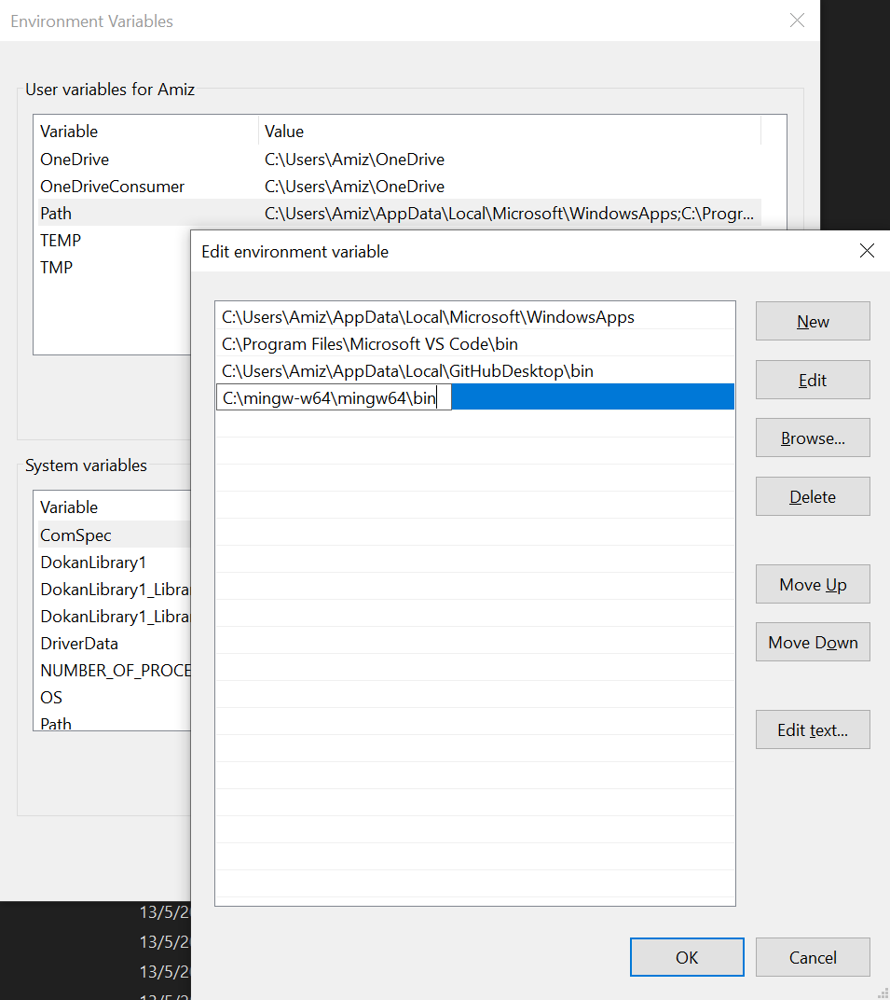 Environment Variables
User variables for Amiz
Variable Value
OneDrive C:\Users\Amiz\OneDrive
OneDriveConsumer C:\Users\Amiz\OneDrive
Path C:\Users\Amiz\AppData\Local\Microsoft\WindowsApps;C:\Progr...
TEMP
TMP
System variables
Variable
ComSpec
DokanLibrary1
DokanLibrary1_Libra
DokanLibrary1_Libra
DriverData
NUMBER_OF_PROCE
OS
Path
Edit environment variable
C:\Users\Amiz\AppData\Local\Microsoft\WindowsApps
C:\Program Files\Microsoft VS Code\bin
C:\Users\Amiz\AppData\Local\GitHubDesktop\bin
C:\mingw-w64\mingw64\bin
New
Edit
Browse...
Delete
Move Up
Move Down
Edit text...
OK
Cancel
13/5/2
13/5/2
13/5/2